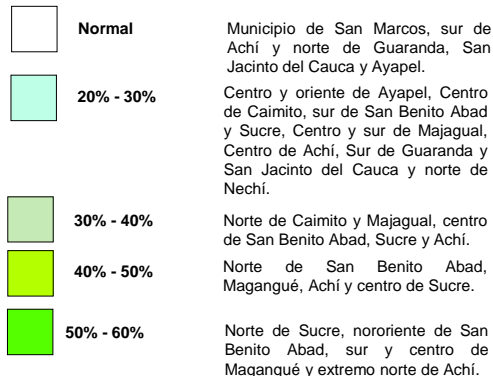 Normal
Municipio de San Marcos, sur de
Achí y norte de Guaranda, San
Jacinto del Cauca y Ayapel.
20% - 30%
Centro y oriente de Ayapel, Centro
de Caimito, sur de San Benito Abad
y Sucre, Centro y sur de Majagual,
Centro de Achí, Sur de Guaranda y
San Jacinto del Cauca y norte de
Nechí.
30% - 40%
Norte de Caimito y Majagual, centro
de San Benito Abad, Sucre y Achí.
40% - 50%
Norte de San Benito Abad,
Magangué, Achí y centro de Sucre.
50% - 60%
Norte de Sucre, nororiente de San
Benito Abad, sur y centro de
Magangué y extremo norte de Achí.